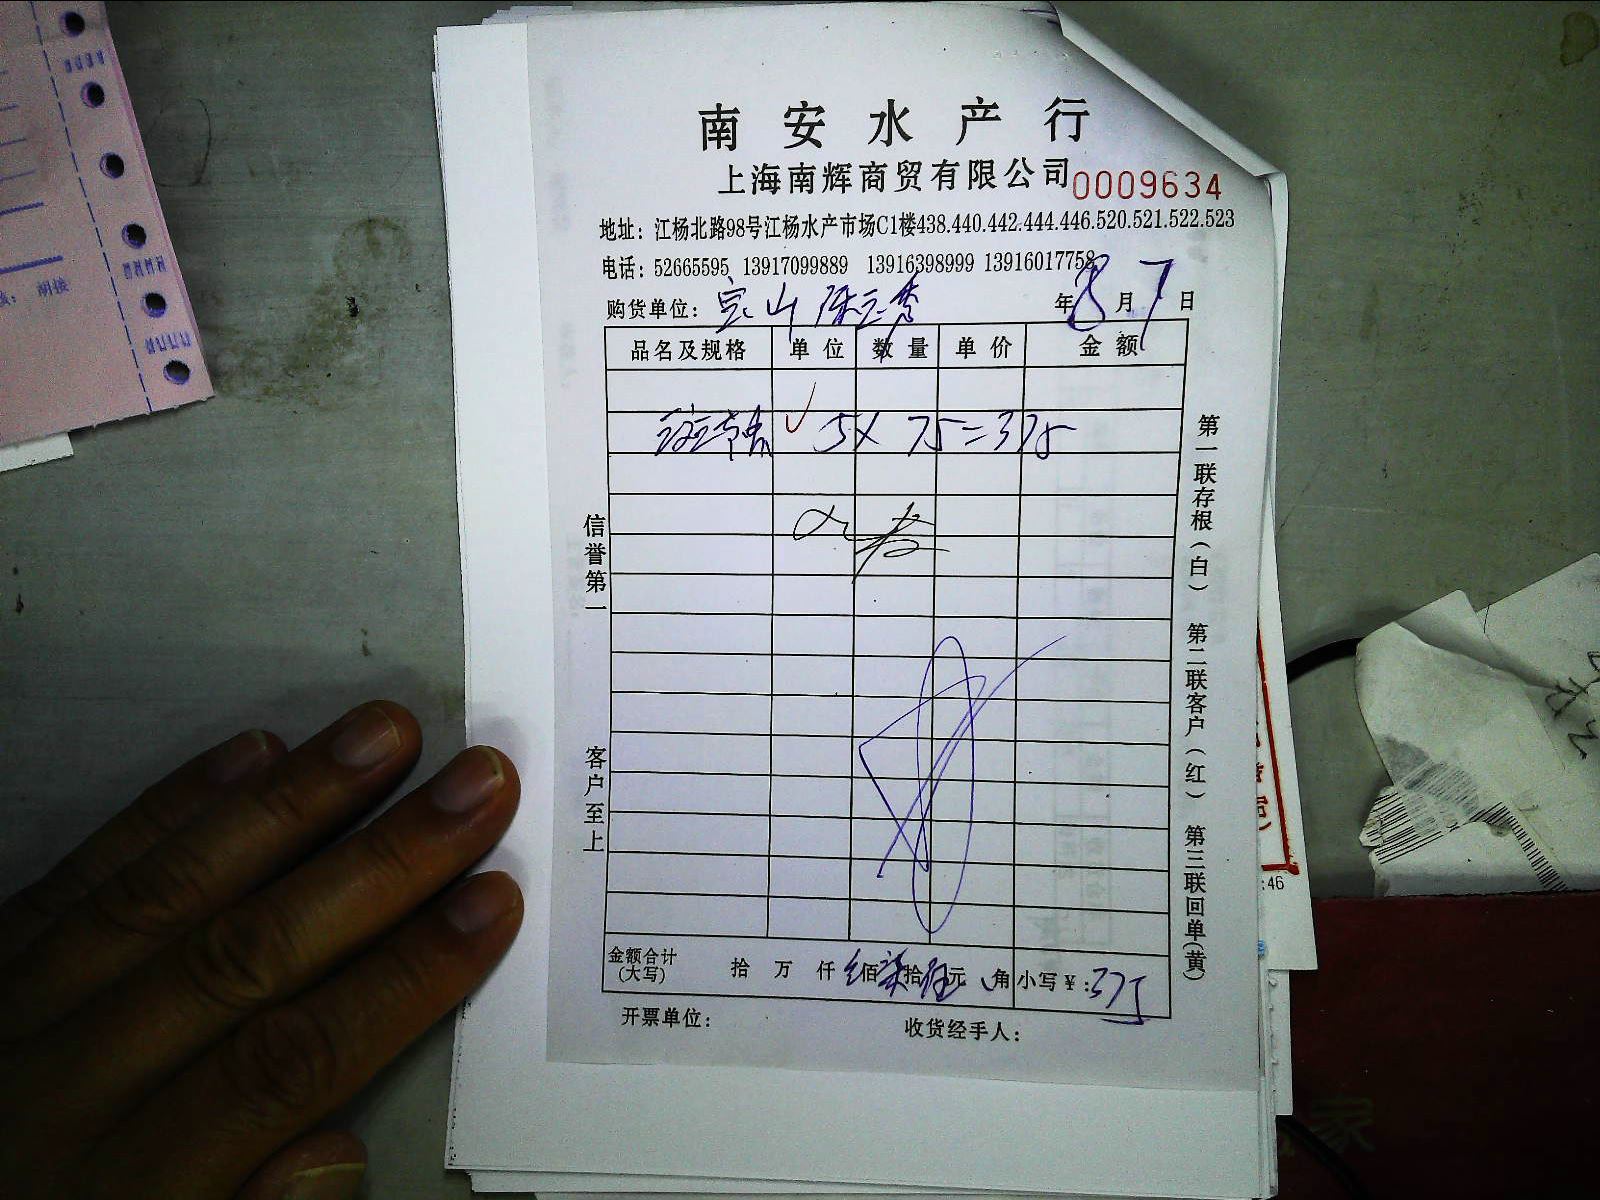 南安水产行
上海南辉商贸有限公司 0009634
地址：江杨北路98号江杨水产市场C1楼438.440.442.444.446.520.521.522.523
电话：52665595 13917099889 13916398999 13916017758
购货单位：宝山 年8月7日
品名及规格 单位 数量 单价 金额
5X 75=375
信誉第一
客户至上
第一联存根（白） 第二联客户（红） 第三联回单（黄）
金额合计（大写） 拾 万 仟 佰柒拾伍元 角 小写￥：375
开票单位： 收货经手人：
:46
家